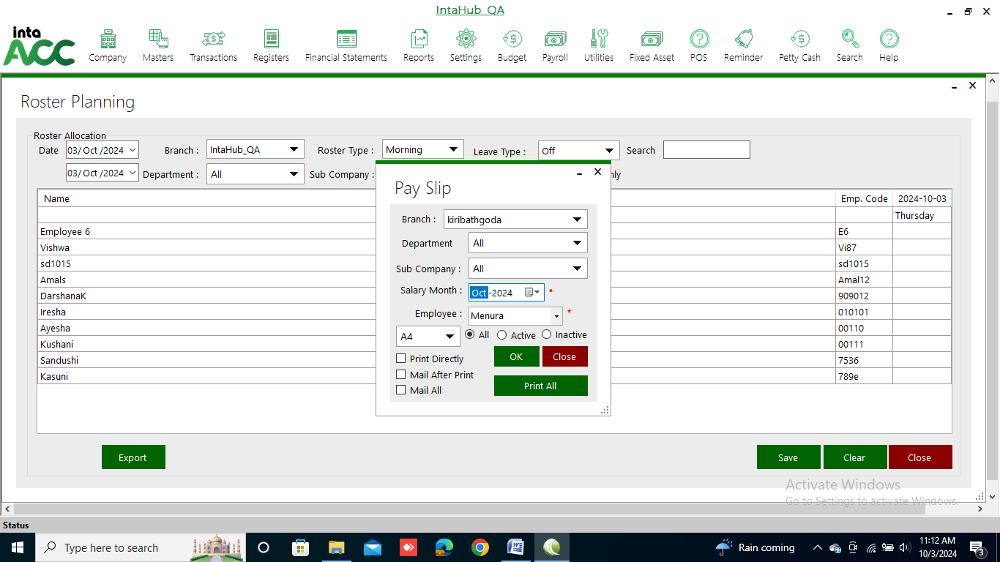 IntaHub_QA
inta
ACC
Company Masters Transactions Registers Financial Statements Reports Settings Budget Payroll Utilities Fixed Asset POS Reminder Petty Cash Search Help
Roster Planning
Roster Allocation
Date 03/ Oct /2024 Branch : IntaHub_QA Roster Type : Morning Leave Type : Off Search
03/ Oct /2024 Department : All Sub Company :
Name Emp. Code 2024-10-03
Thursday
Employee 6 E6
Vishwa Vi87
sd1015 sd1015
Amals Amal12
DarshanaK 909012
Iresha 010101
Ayesha 00110
Kushani 00111
Sandushi 7536
Kasuni 789e
Pay Slip
Branch : kiribathgoda
Department All
Sub Company : All
Salary Month : Oct-2024 *
Employee : Menura *
A4 All Active Inactive
Print Directly OK Close
Mail After Print
Mail All Print All
Export Save Clear Close
Activate Windows
Go to Settings to activate Windows.
Status
Type here to search
Rain coming
11:12 AM
10/3/2024
3